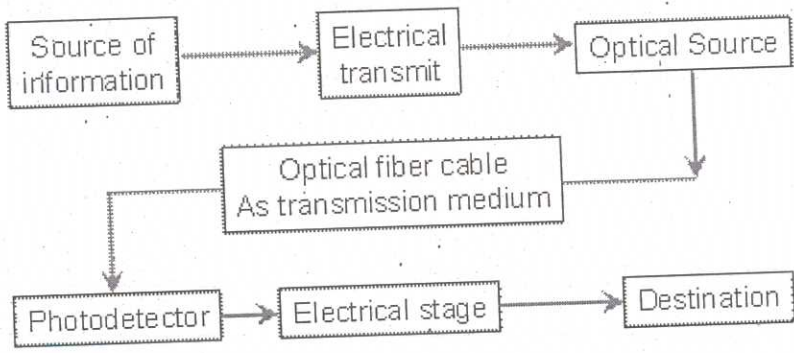 Source of
information
Electrical
transmit
Optical Source
Optical fiber cable
As transmission medium
Photodetector
Electrical stage
Destination